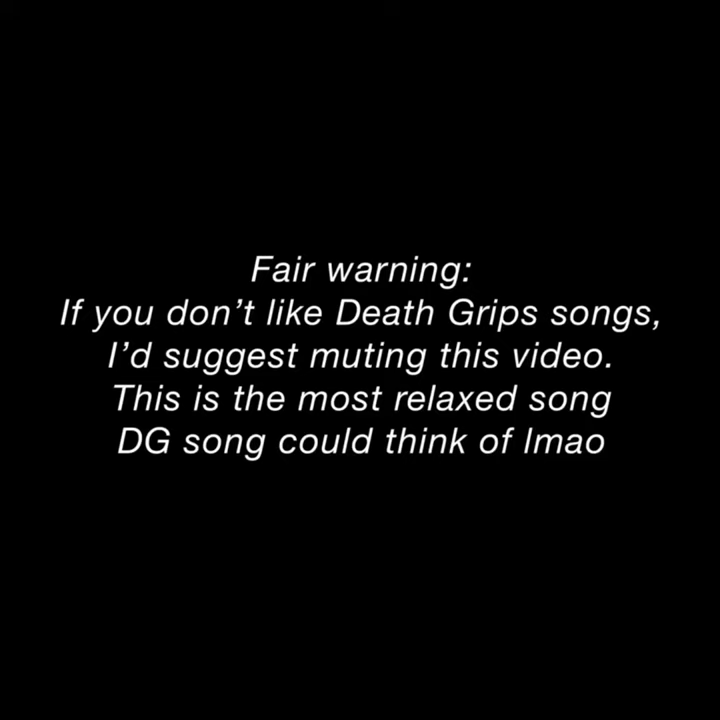 Fair warning:
If you don’t like Death Grips songs,
I’d suggest muting this video.
This is the most relaxed song
DG song could think of lmao